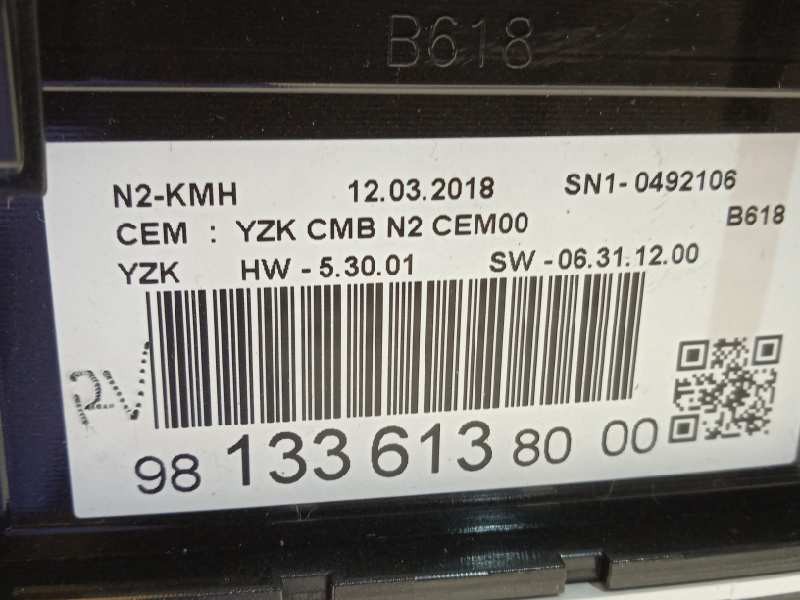 B618
N2-KMH 12.03.2018 SN1-0492106
B618
CEM : YZK CMB N2 CEM00
YZK HW - 5.30.01 SW - 06.31.12.00
98 133 613 80 00